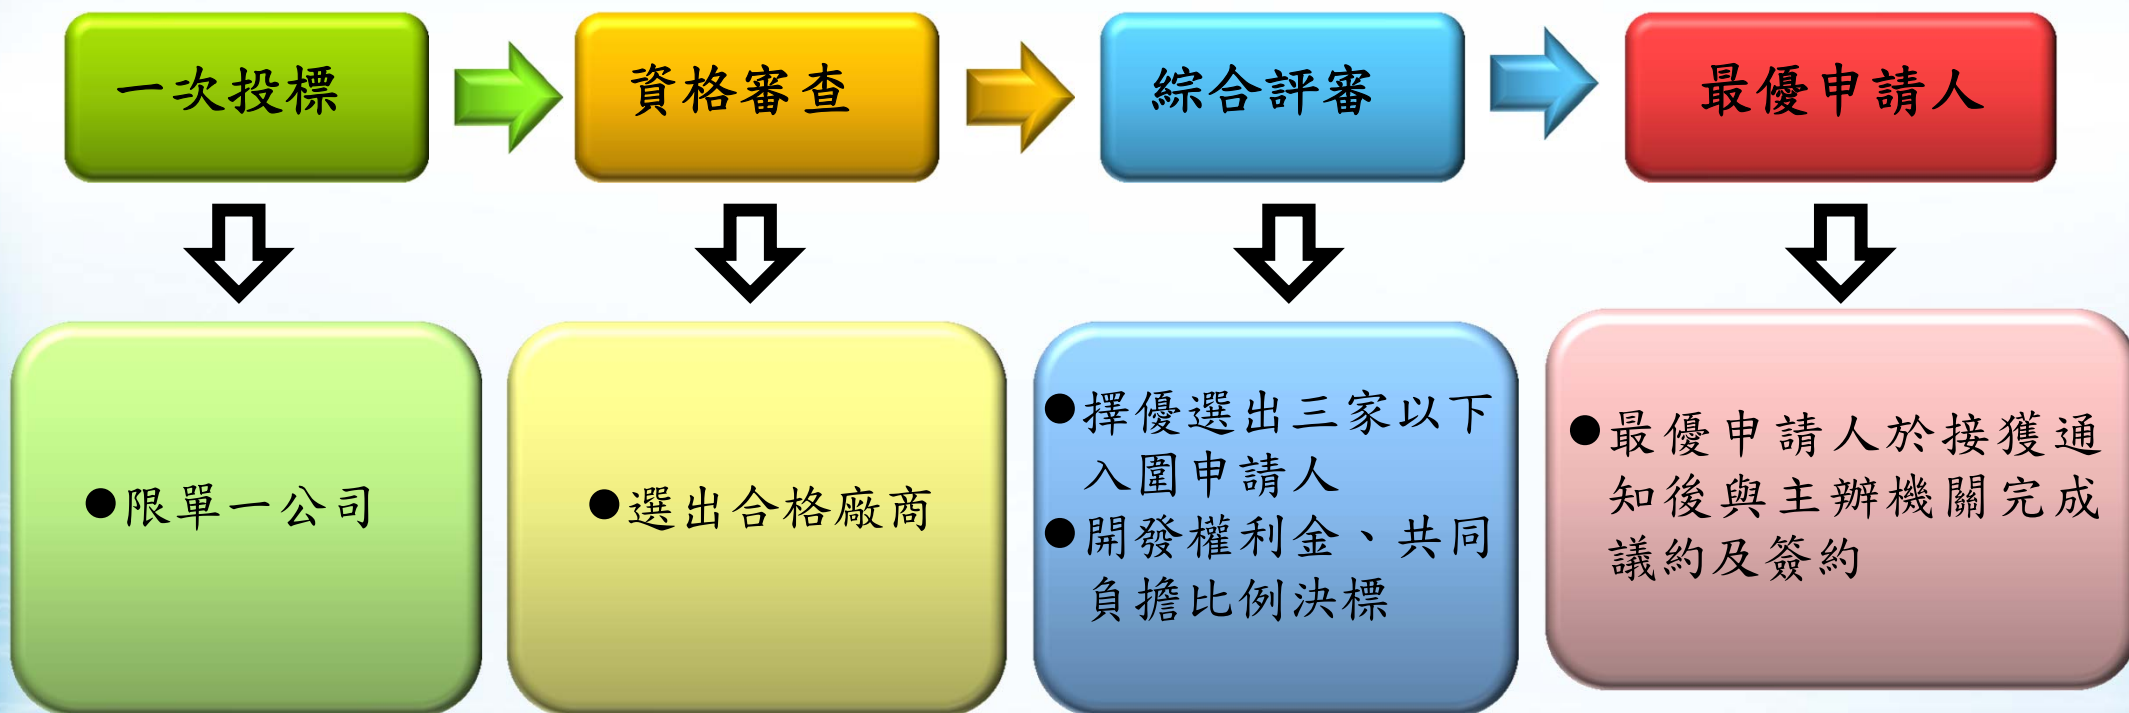 一次投標
資格審查
綜合評審
最優申請人
●限單一公司
●選出合格廠商
●擇優選出三家以下
入圍申請人
●開發權利金、共同
負擔比例決標
●最優申請人於接獲通
知後與主辦機關完成
議約及簽約